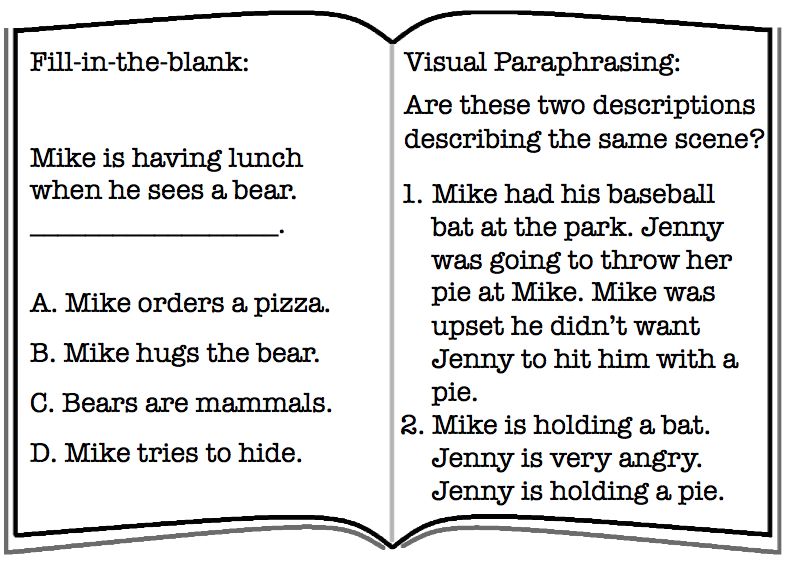 Fill-in-the-blank:
Mike is having lunch
when he sees a bear.
__________________.
A. Mike orders a pizza.
B. Mike hugs the bear.
C. Bears are mammals.
D. Mike tries to hide.
Visual Paraphrasing:
Are these two descriptions
describing the same scene?
1. Mike had his baseball
bat at the park. Jenny
was going to throw her
pie at Mike. Mike was
upset he didn’t want
Jenny to hit him with a
pie.
2. Mike is holding a bat.
Jenny is very angry.
Jenny is holding a pie.